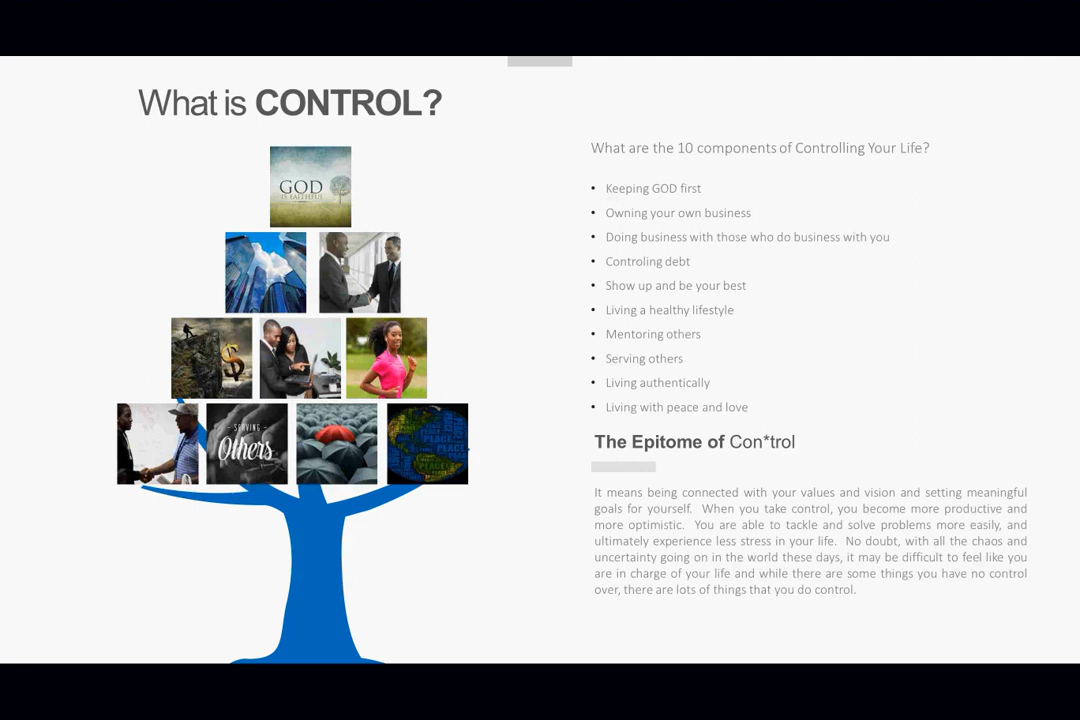 What is CONTROL?
GOD
IS FAITHFUL
SERVING
Others
PEACE
PEACE
What are the 10 components of Controlling Your Life?
• Keeping GOD first
• Owning your own business
• Doing business with those who do business with you
• Controling debt
• Show up and be your best
• Living a healthy lifestyle
• Mentoring others
• Serving others
• Living authentically
• Living with peace and love
The Epitome of Con*trol
It means being connected with your values and vision and setting meaningful
goals for yourself. When you take control, you become more productive and
more optimistic. You are able to tackle and solve problems more easily, and
ultimately experience less stress in your life. No doubt, with all the chaos and
uncertainty going on in the world these days, it may be difficult to feel like you
are in charge of your life and while there are some things you have no control
over, there are lots of things that you do control.